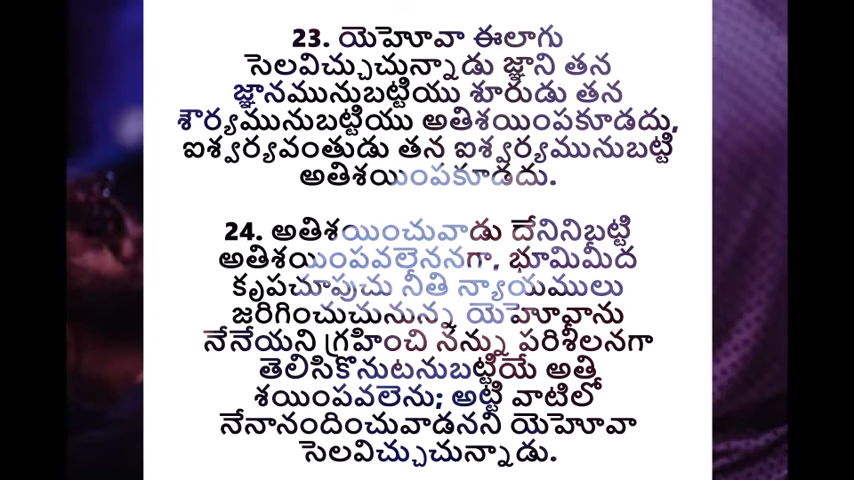 23. యెహోవా ఈలాగు
సెలవిచ్చుచున్నాడు జ్ఞాని తన
జ్ఞానమునుబట్టియు శూరుడు తన
శౌర్యమునుబట్టియు అతిశయింపకూడదు,
ఐశ్వర్యవంతుడు తన ఐశ్వర్యమునుబట్టి
అతిశయింపకూడదు.
24. అతిశయించువాడు దేనినిబట్టి
అతిశయింపవలెననగా, భూమిమీద
కృపచూపుచు నీతి న్యాయములు
జరిగించుచునున్న యెహోవాను
నేనేయని గ్రహించి నన్ను పరిశీలనగా
తెలిసికొనుటనుబట్టియే అతి
శయింపవలెను; అట్టి వాటిలో
నేనానందించువాడనని యెహోవా
సెలవిచ్చుచున్నాడు.